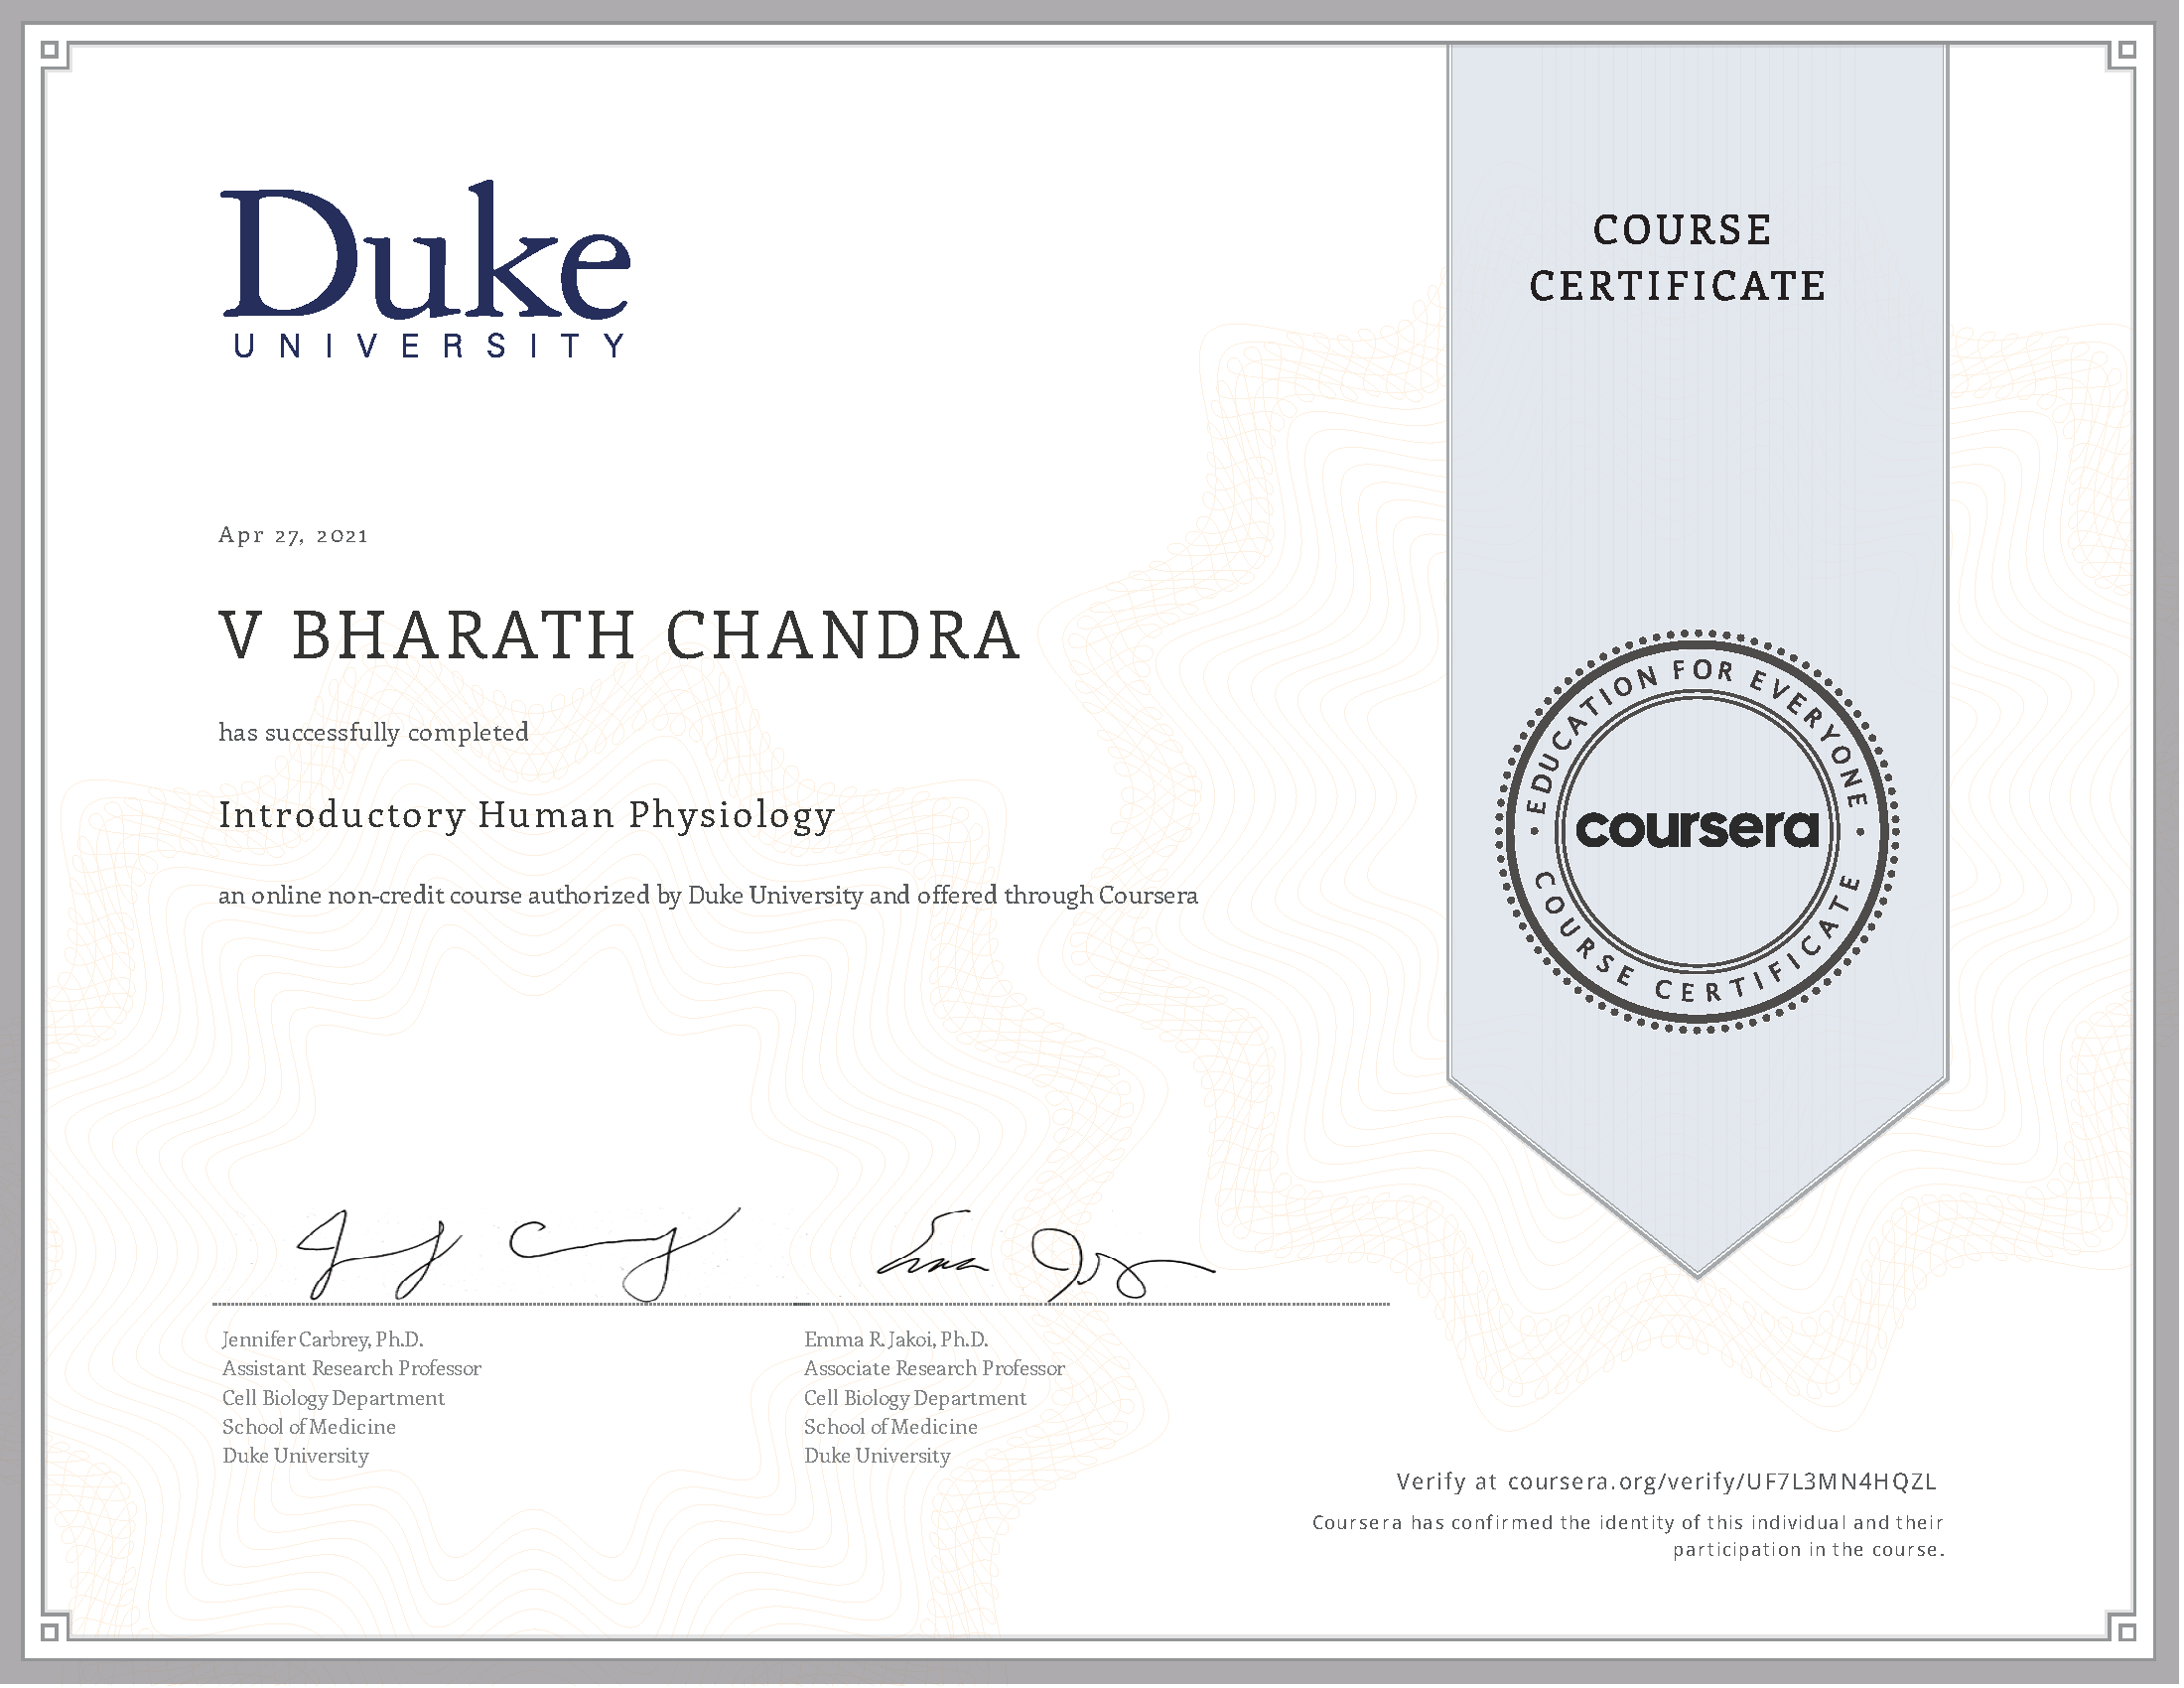 Duke
UNIVERSITY
COURSE
CERTIFICATE
Apr 27, 2021
V BHARATH CHANDRA
has successfully completed
Introductory Human Physiology
an online non-credit course authorized by Duke University and offered through Coursera
EDUCATION FOR EVERYONE
coursera
COURSE CERTIFICATE
Jennifer Carbrey, Ph.D.
Assistant Research Professor
Cell Biology Department
School of Medicine
Duke University
Emma R. Jakoi, Ph.D.
Associate Research Professor
Cell Biology Department
School of Medicine
Duke University
Verify at coursera.org/verify/UF7L3MN4HQZL
Coursera has confirmed the identity of this individual and their
participation in the course.